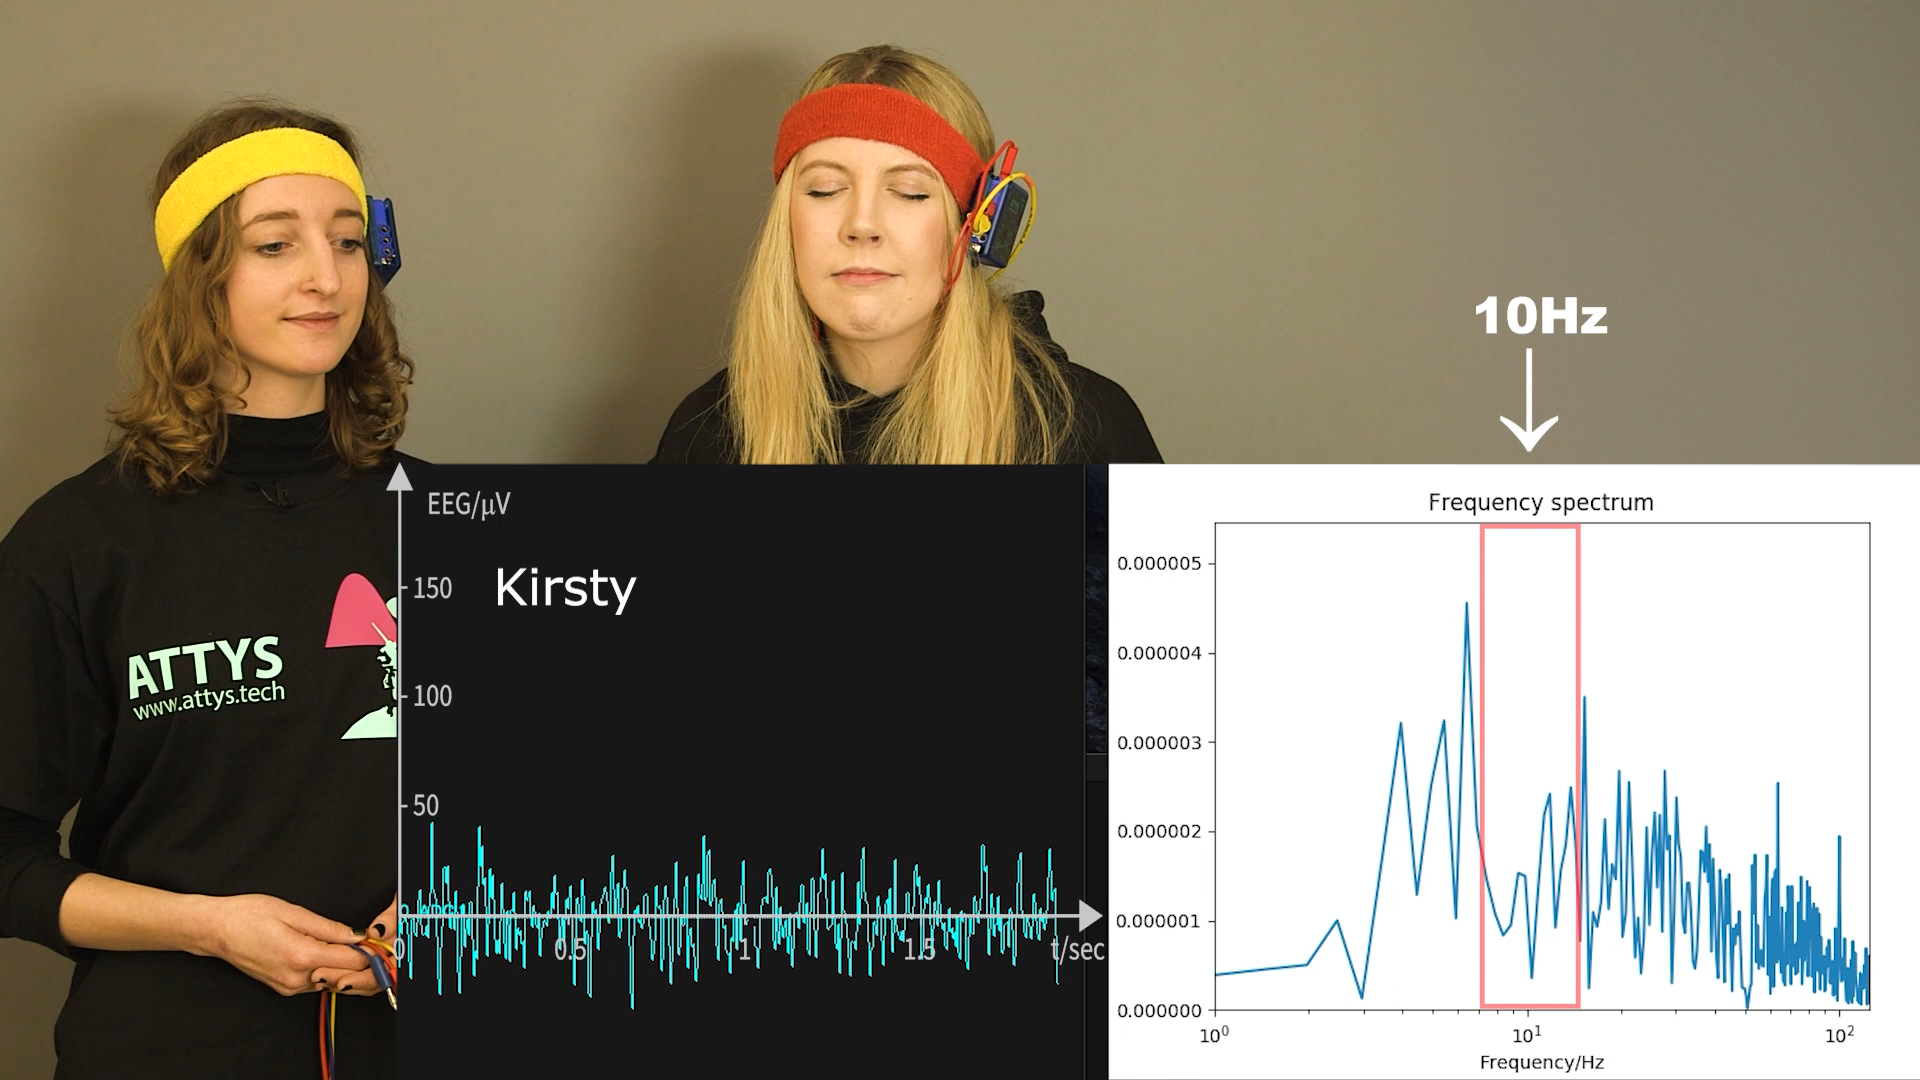 10Hz
EEG/μV
Kirsty
150
100
50
0
0.5
1
1.5
t/sec
ATTYS
www.attys.tech
Frequency spectrum
0.000005
0.000004
0.000003
0.000002
0.000001
0.000000
10⁰
10¹
10²
Frequency/Hz